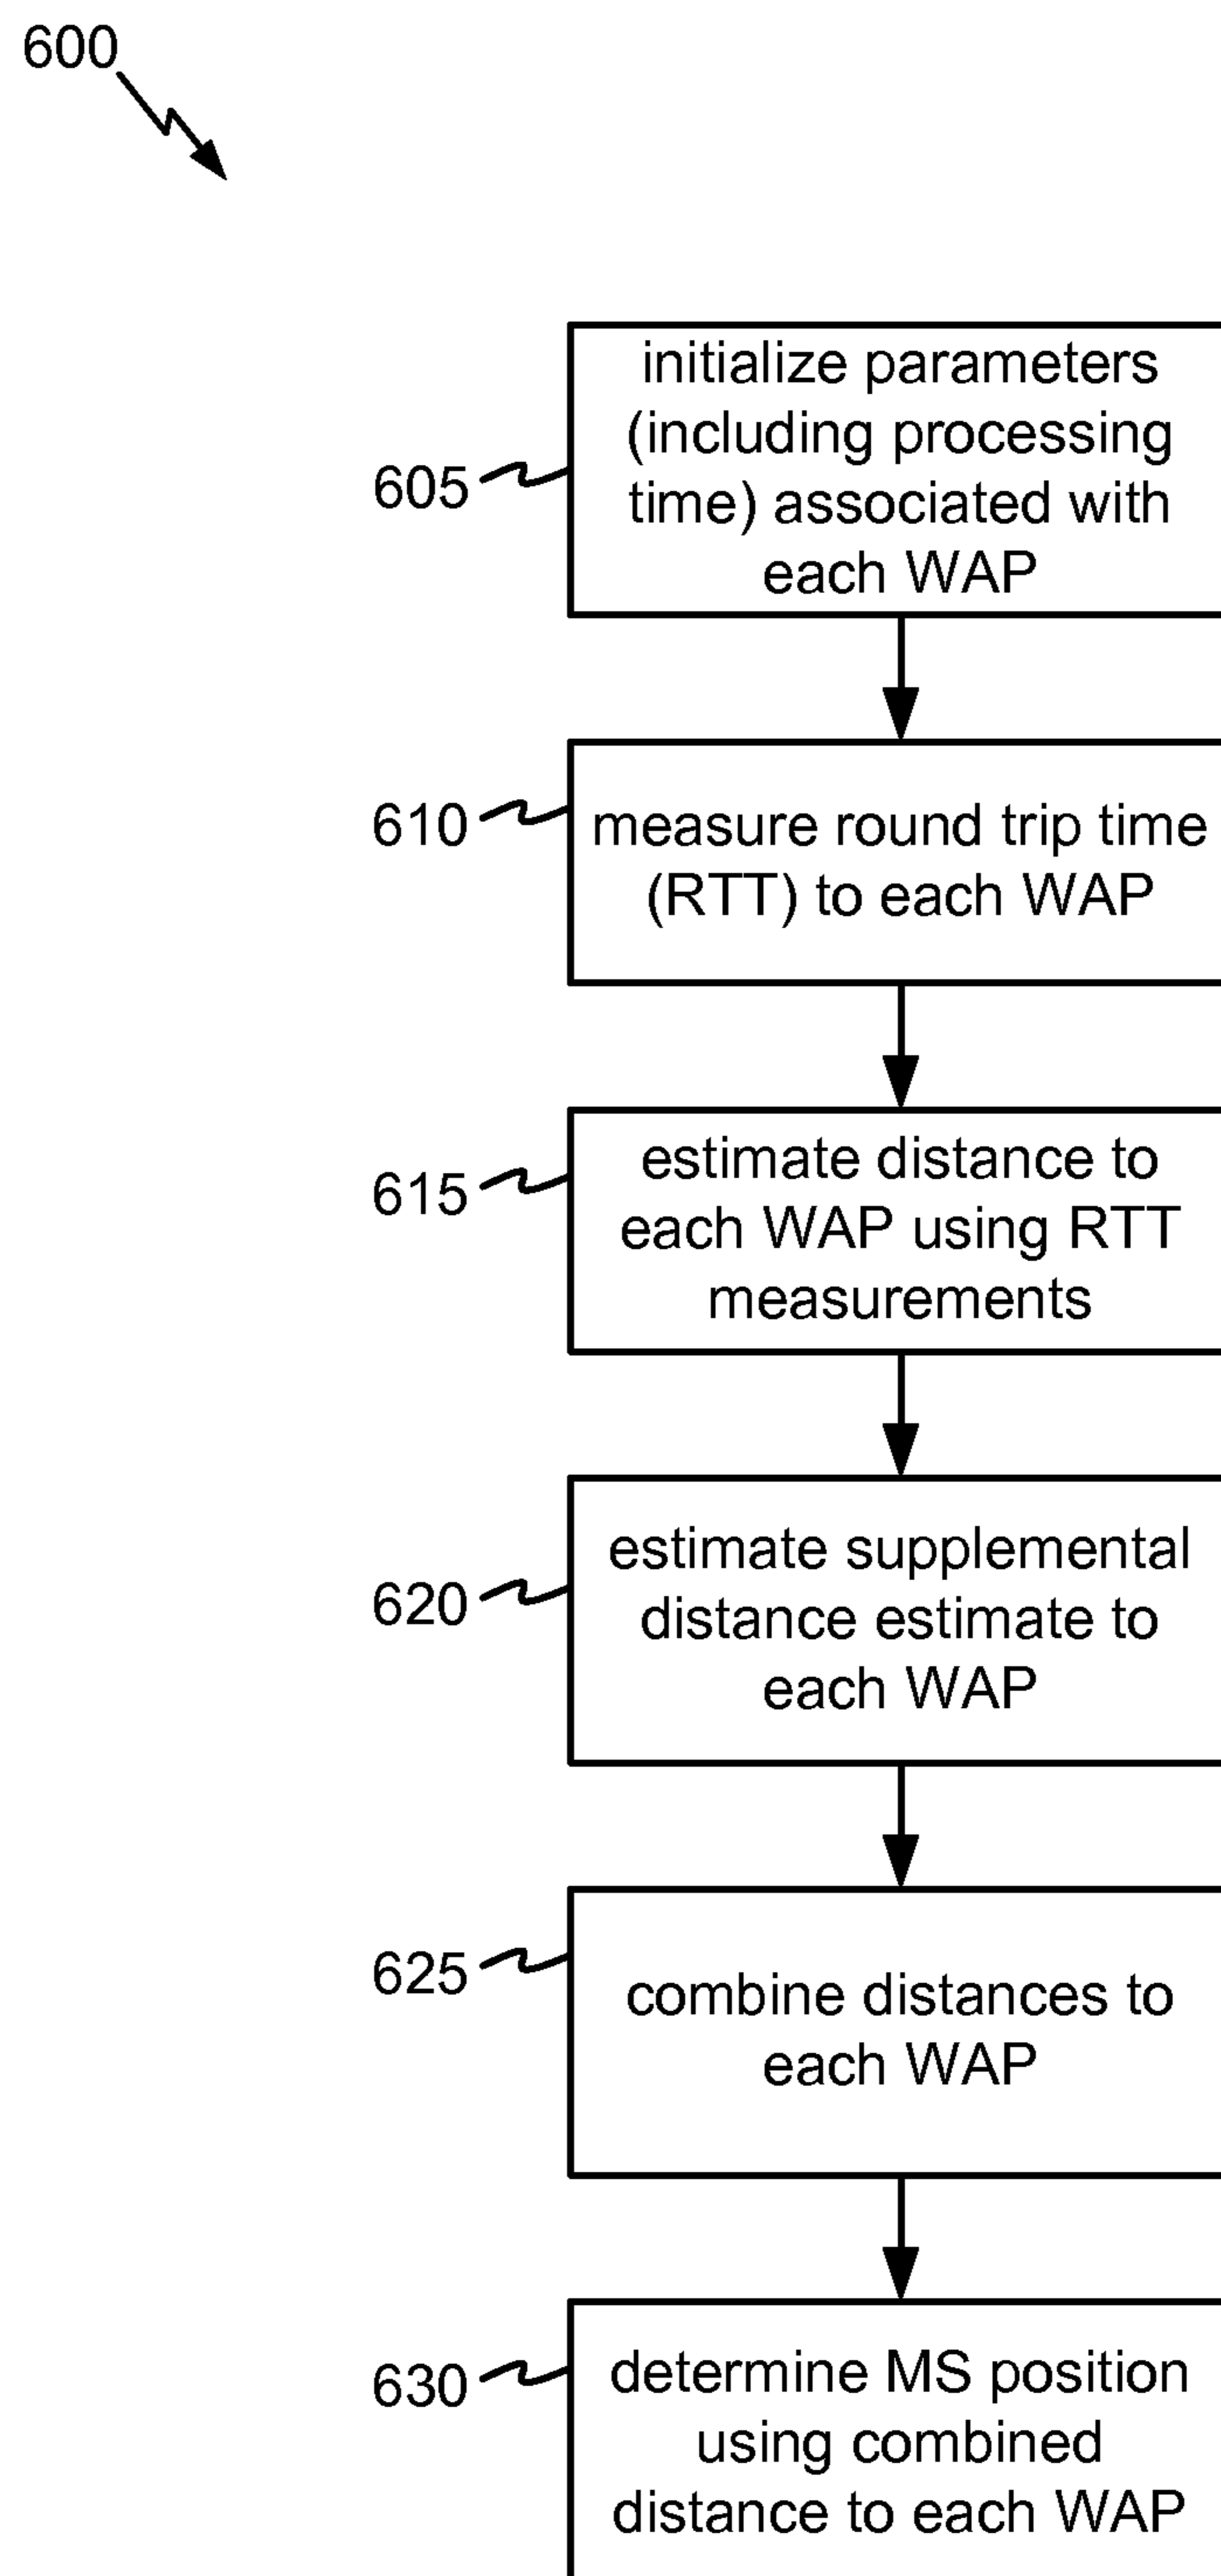 600
605
initialize parameters
(including processing
time) associated with
each WAP
610
measure round trip time
(RTT) to each WAP
615
estimate distance to
each WAP using RTT
measurements
620
estimate supplemental
distance estimate to
each WAP
625
combine distances to
each WAP
630
determine MS position
using combined
distance to each WAP